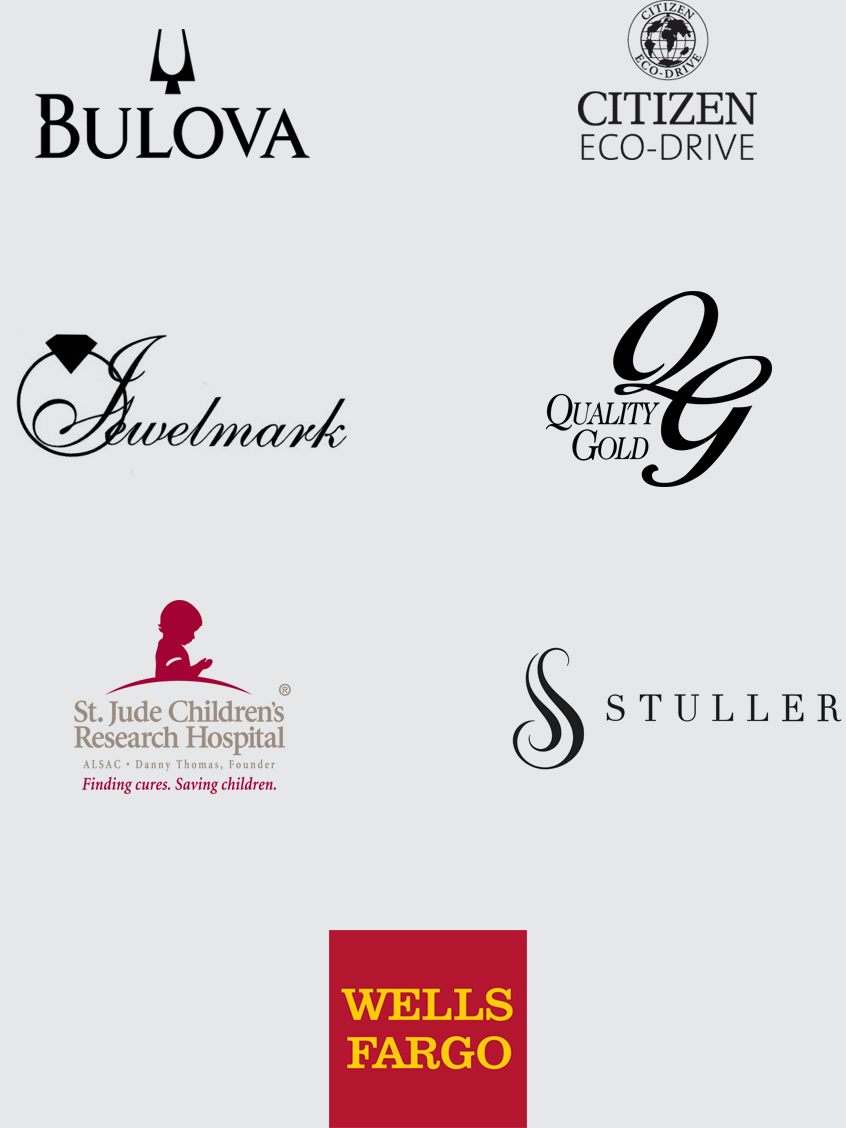 BULOVA
CITIZEN
ECO-DRIVE
CITIZEN
ECO-DRIVE
Jewelmark
QG
QUALITY
GOLD
St. Jude Children's
Research Hospital
®
ALSAC • Danny Thomas, Founder
Finding cures. Saving children.
S STULLER
WELLS
FARGO